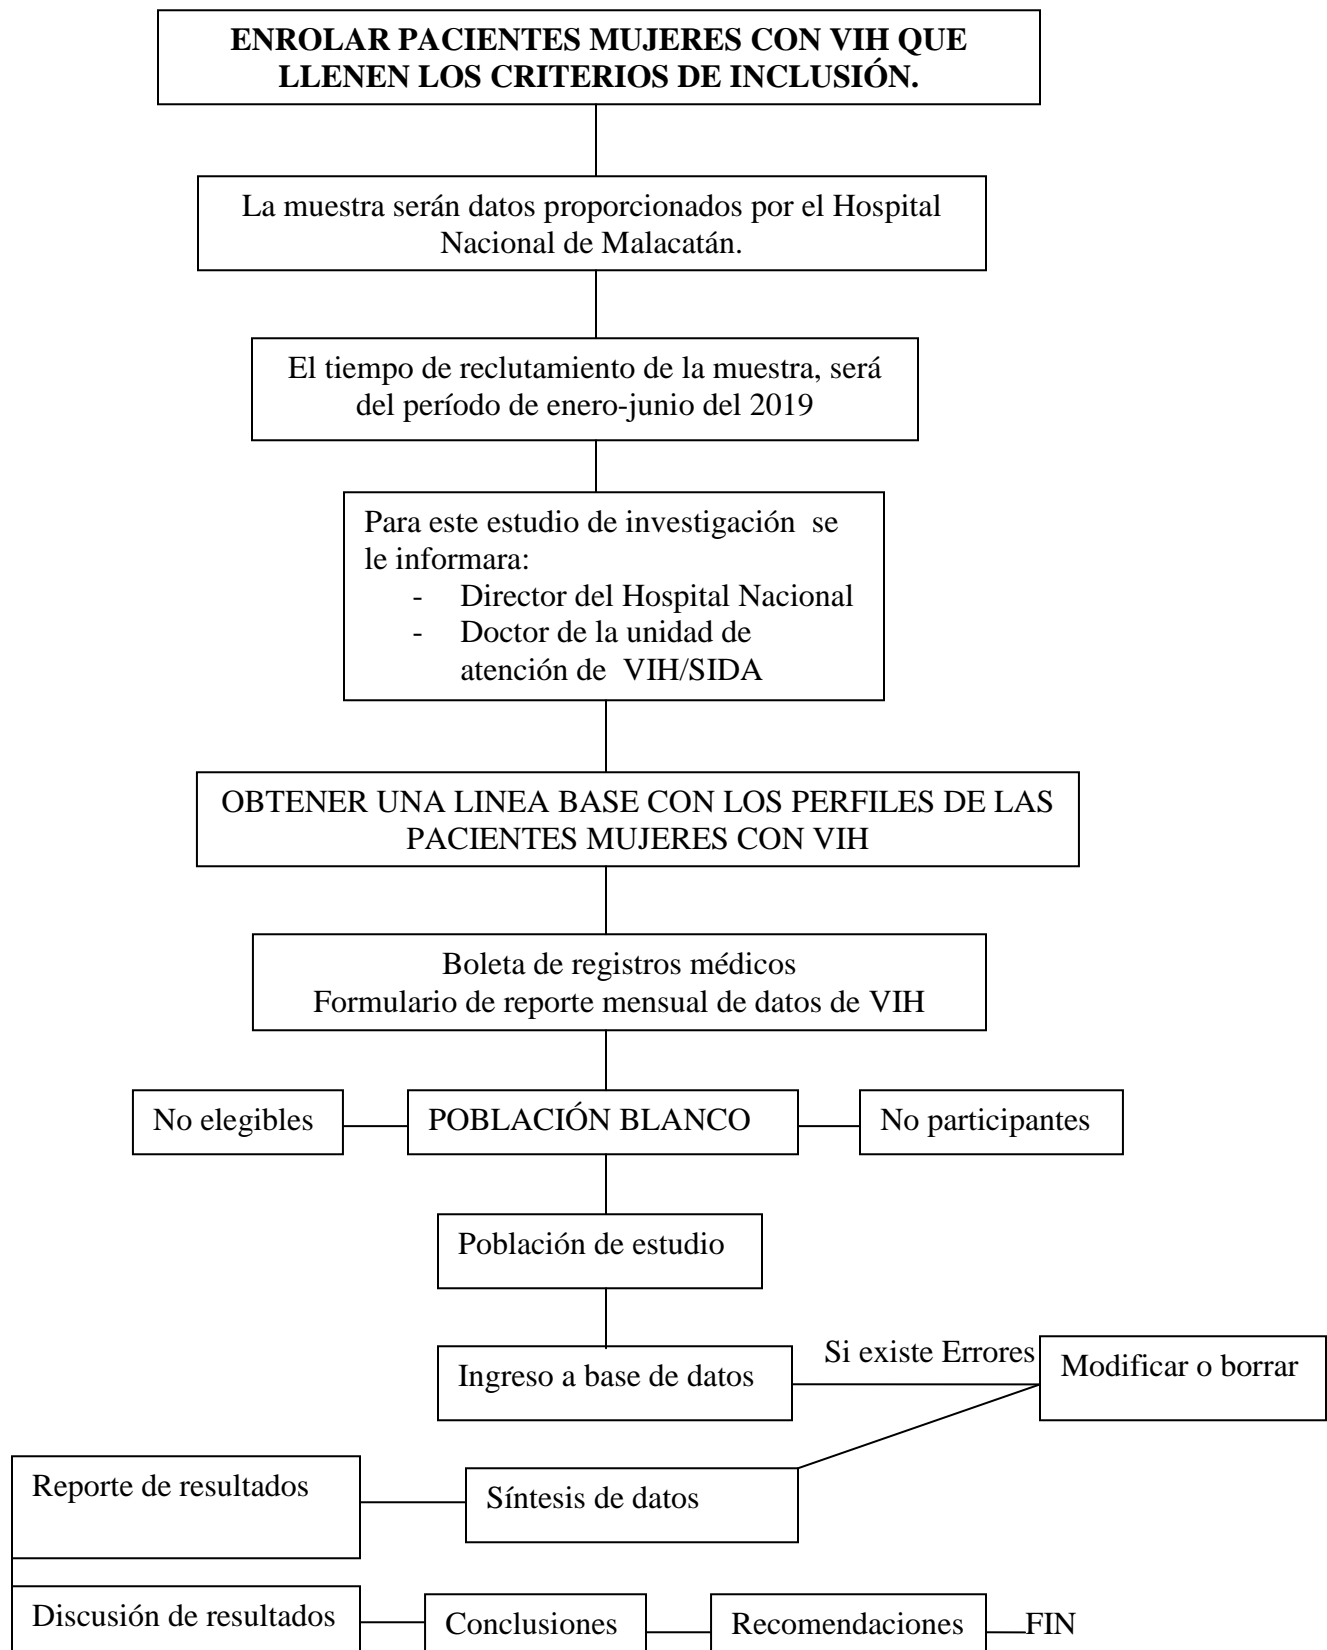 ENROLAR PACIENTES MUJERES CON VIH QUE
LLENEN LOS CRITERIOS DE INCLUSIÓN.
La muestra serán datos proporcionados por el Hospital
Nacional de Malacatán.
El tiempo de reclutamiento de la muestra, será
del período de enero-junio del 2019
Para este estudio de investigación se
le informara:
- Director del Hospital Nacional
- Doctor de la unidad de
atención de VIH/SIDA
OBTENER UNA LINEA BASE CON LOS PERFILES DE LAS
PACIENTES MUJERES CON VIH
Boleta de registros médicos
Formulario de reporte mensual de datos de VIH
No elegibles
POBLACIÓN BLANCO
No participantes
Población de estudio
Ingreso a base de datos
Si existe Errores
Modificar o borrar
Reporte de resultados
Síntesis de datos
Discusión de resultados
Conclusiones
Recomendaciones
FIN